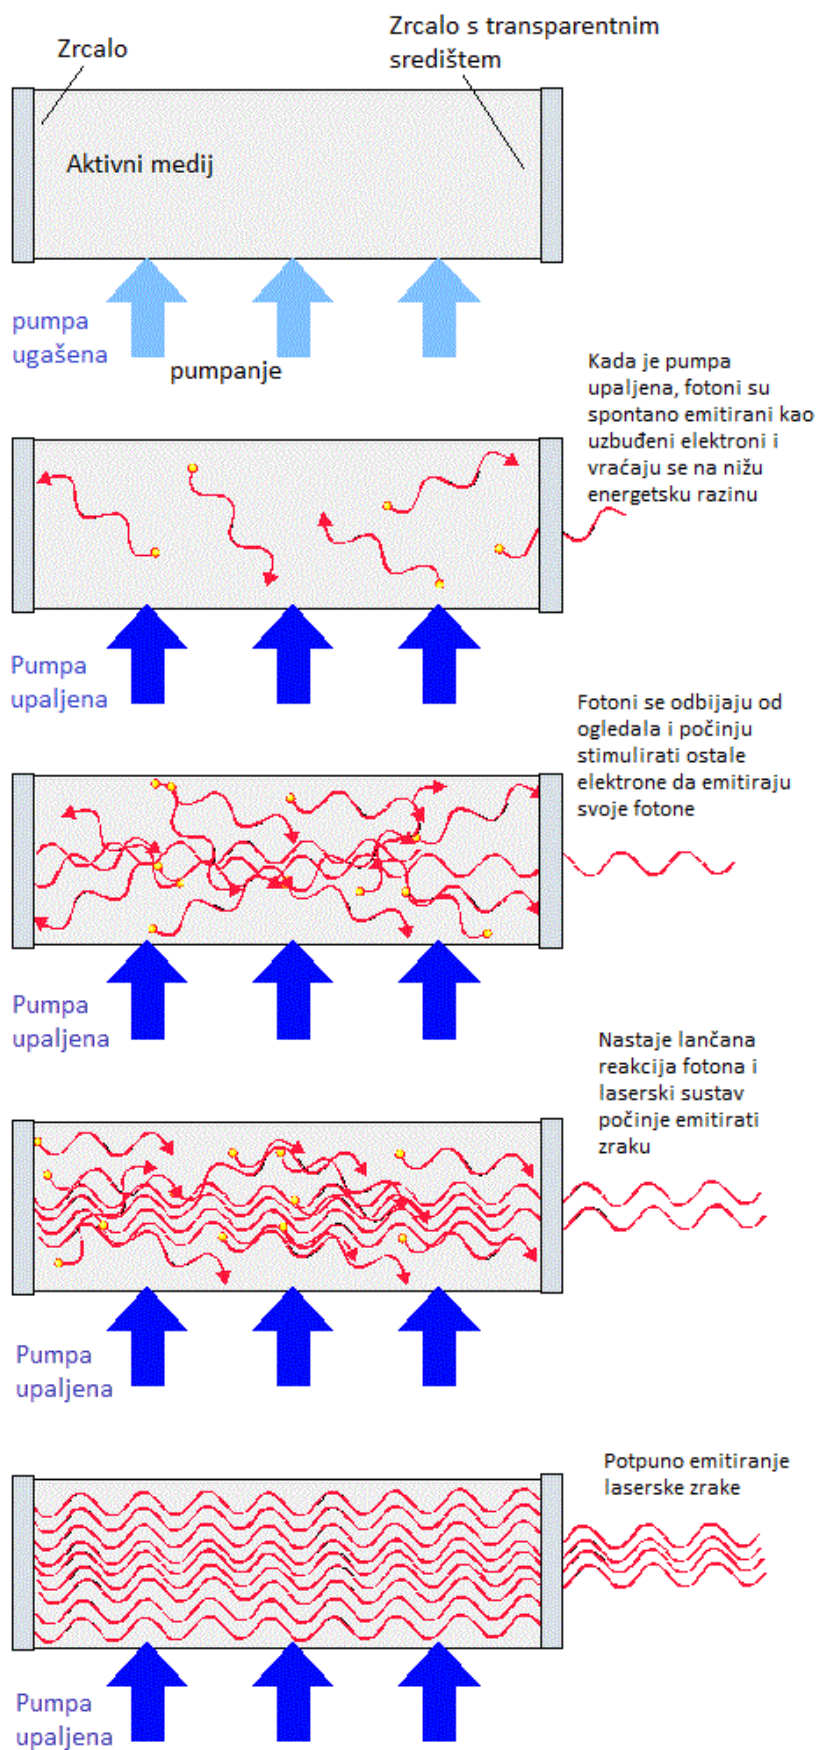 Zrcalo
Zrcalo s transparentnim
središtem
Aktivni medij
pumpa
ugašena
pumpanje
Kada je pumpa
upaljena, fotoni su
spontano emitirani kao
uzbuđeni elektroni i
vraćaju se na nižu
energetsku razinu
Pumpa
upaljena
Fotoni se odbijaju od
ogledala i počinju
stimulirati ostale
elektrone da emitiraju
svoje fotone
Pumpa
upaljena
Nastaje lančana
reakcija fotona i
laserski sustav
počinje emitirati
zraku
Pumpa
upaljena
Potpuno emitiranje
laserske zrake
Pumpa
upaljena